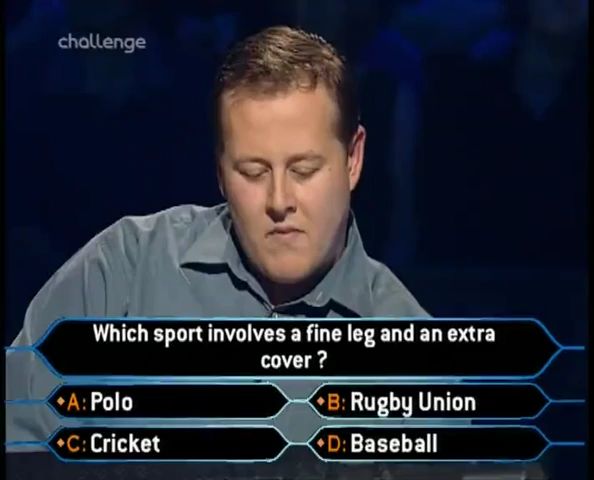 challenge
Which sport involves a fine leg and an extra
cover ?
A: Polo
B: Rugby Union
C: Cricket
D: Baseball